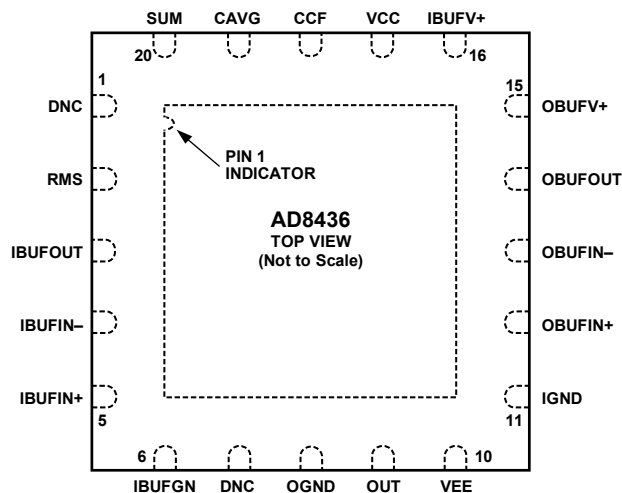 SUM CAVG CCF VCC IBUFV+
20 16
1 15
DNC OBUFV+
PIN 1
INDICATOR
RMS OBUFOUT
AD8436
TOP VIEW
(Not to Scale)
IBUFOUT OBUFIN–
IBUFIN– OBUFIN+
IBUFIN+ IGND
5 11
6 10
IBUFGN DNC OGND OUT VEE